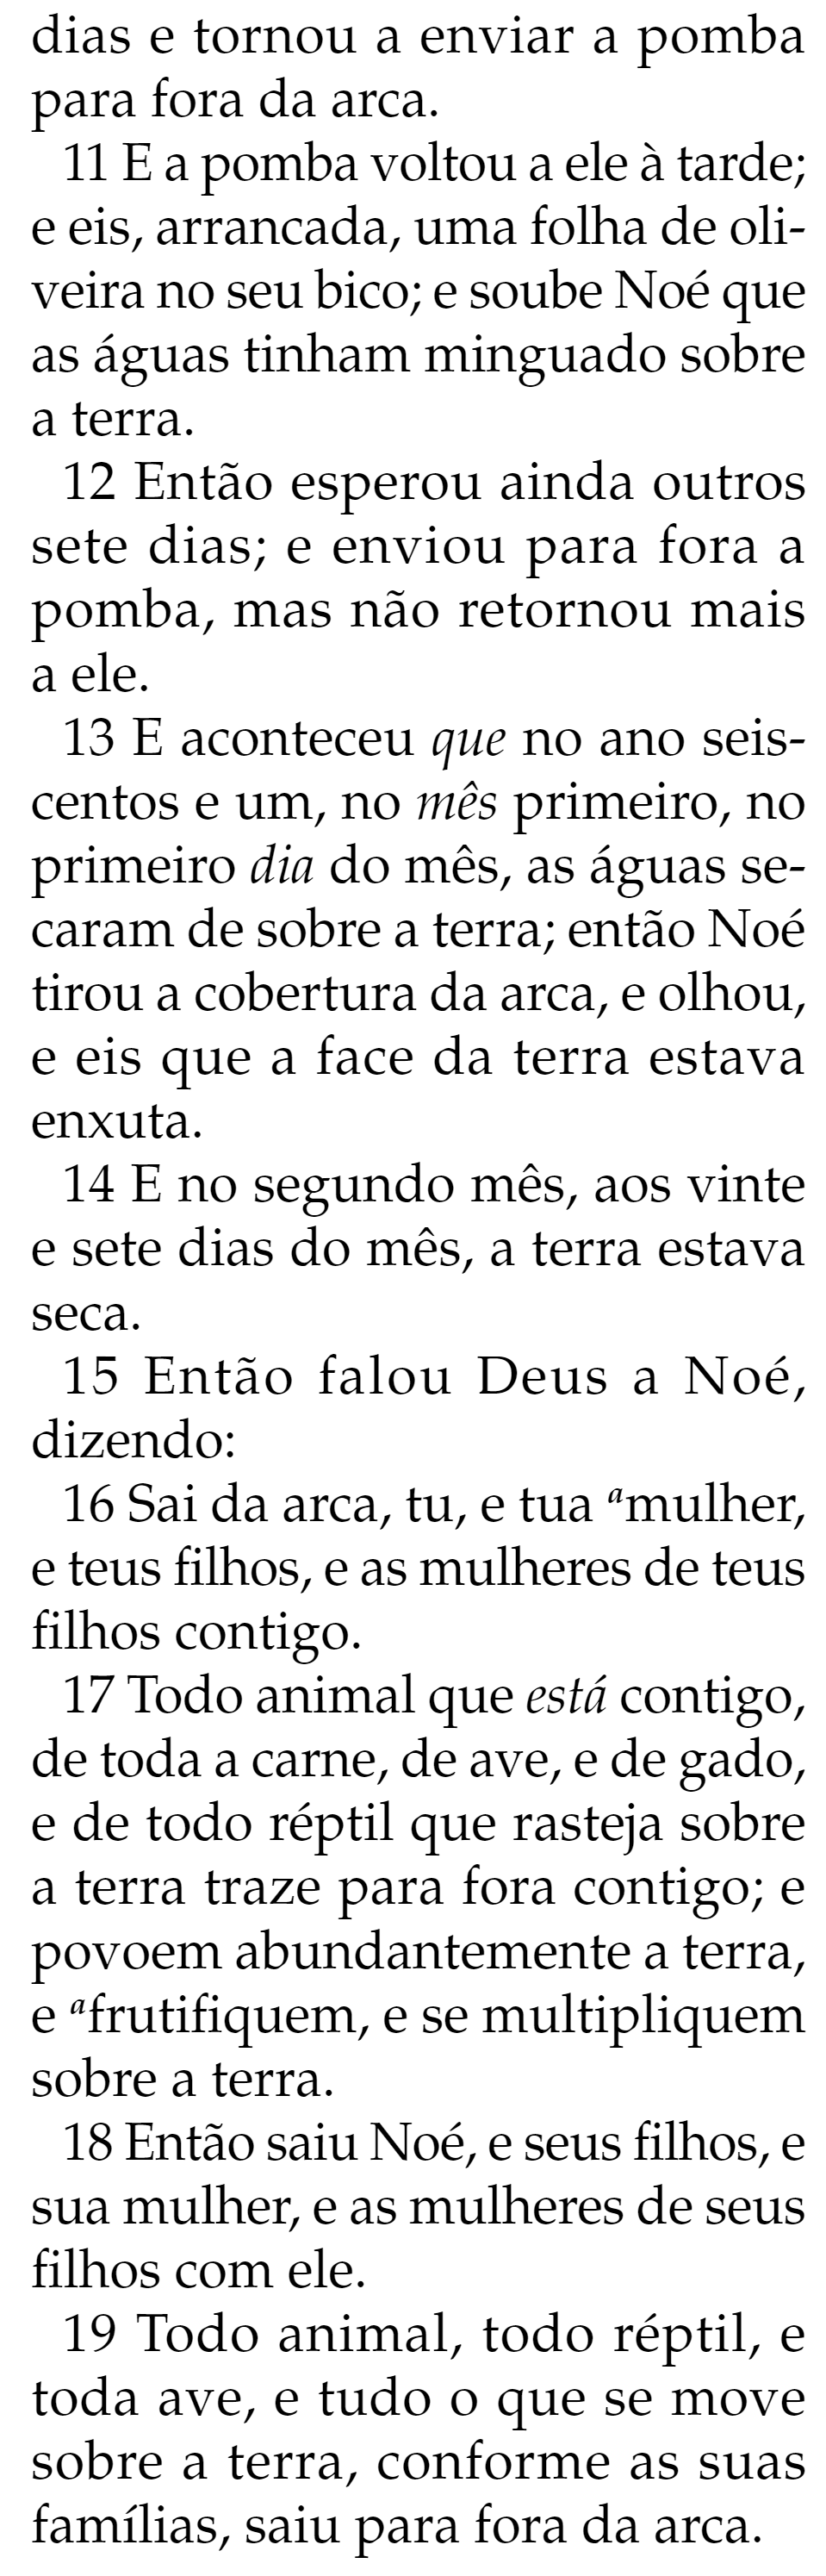 dias e tornou a enviar a pomba
para fora da arca.
11 E a pomba voltou a ele à tarde;
e eis, arrancada, uma folha de oli-
veira no seu bico; e soube Noé que
as águas tinham minguado sobre
a terra.
12 Então esperou ainda outros
sete dias; e enviou para fora a
pomba, mas não retornou mais
a ele.
13 E aconteceu que no ano seis-
centos e um, no mês primeiro, no
primeiro dia do mês, as águas se-
caram de sobre a terra; então Noé
tirou a cobertura da arca, e olhou,
e eis que a face da terra estava
enxuta.
14 E no segundo mês, aos vinte
e sete dias do mês, a terra estava
seca.
15 Então falou Deus a Noé,
dizendo:
16 Sai da arca, tu, e tua ᵃmulher,
e teus filhos, e as mulheres de teus
filhos contigo.
17 Todo animal que está contigo,
de toda a carne, de ave, e de gado,
e de todo réptil que rasteja sobre
a terra traze para fora contigo; e
povoem abundantemente a terra,
e ᵃfrutifiquem, e se multipliquem
sobre a terra.
18 Então saiu Noé, e seus filhos, e
sua mulher, e as mulheres de seus
filhos com ele.
19 Todo animal, todo réptil, e
toda ave, e tudo o que se move
sobre a terra, conforme as suas
famílias, saiu para fora da arca.